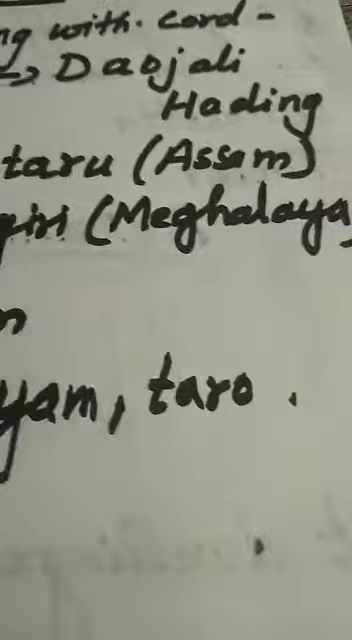 ng with. cord -
→ Daojali
Hading
taru (Assam)
giri (Meghalaya)
n
yam, taro.